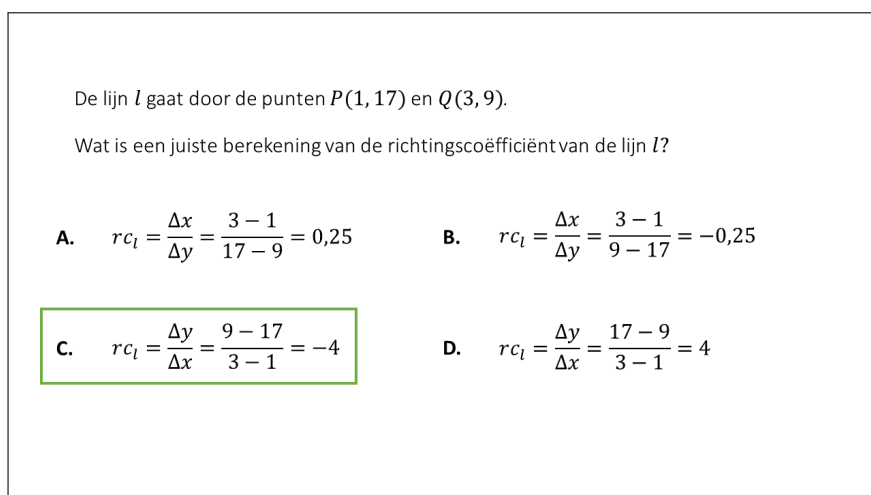 De lijn l gaat door de punten P(1, 17) en Q(3, 9).
Wat is een juiste berekening van de richtingscoëfficiënt van de lijn l?
A. rc_l = Δx/Δy = (3 − 1)/(17 − 9) = 0,25
B. rc_l = Δx/Δy = (3 − 1)/(9 − 17) = −0,25
C. rc_l = Δy/Δx = (9 − 17)/(3 − 1) = −4
D. rc_l = Δy/Δx = (17 − 9)/(3 − 1) = 4